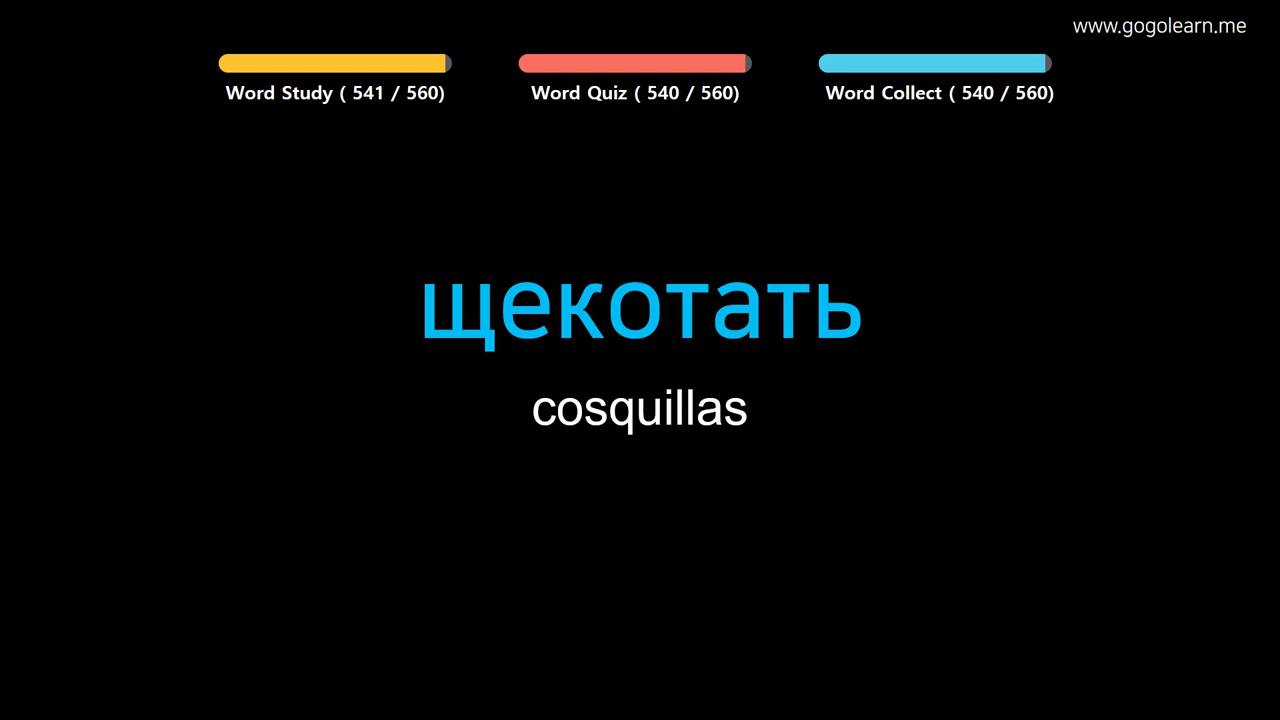 www.gogolearn.me
Word Study ( 541 / 560)
Word Quiz ( 540 / 560)
Word Collect ( 540 / 560)
щекотать
cosquillas